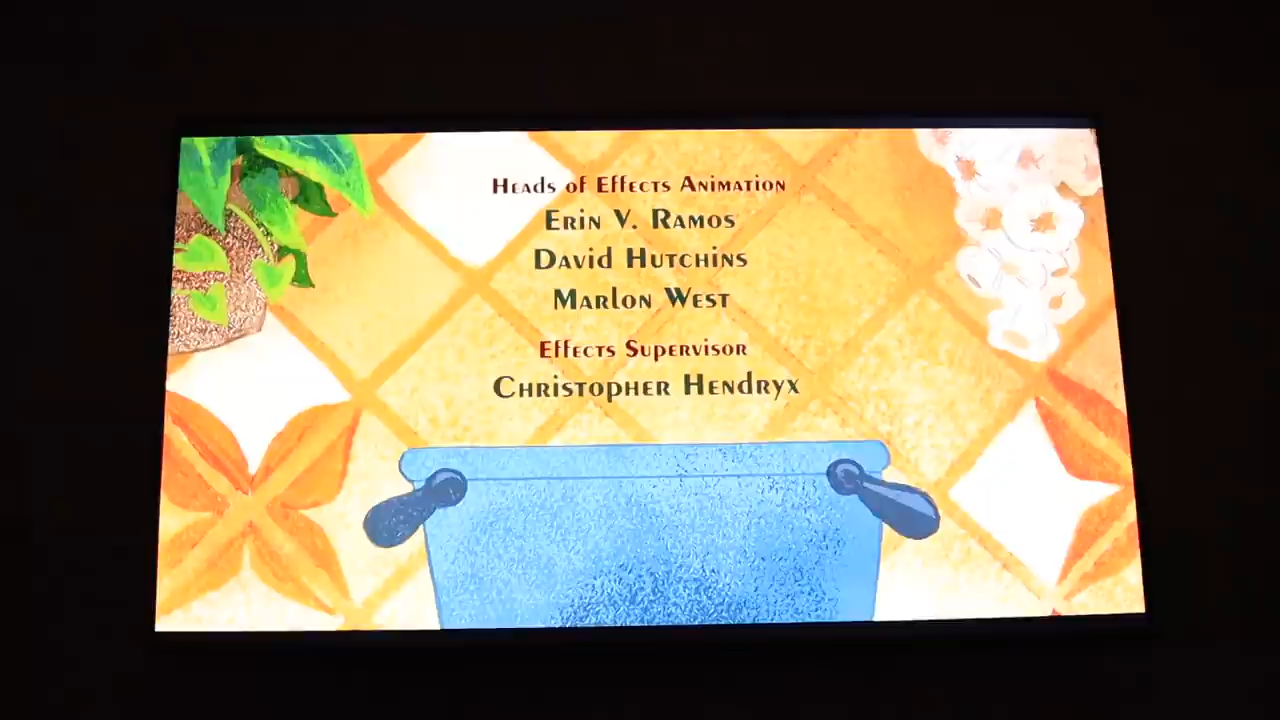 Heads of Effects Animation
Erin V. Ramos
David Hutchins
Marlon West
Effects Supervisor
Christopher Hendryx